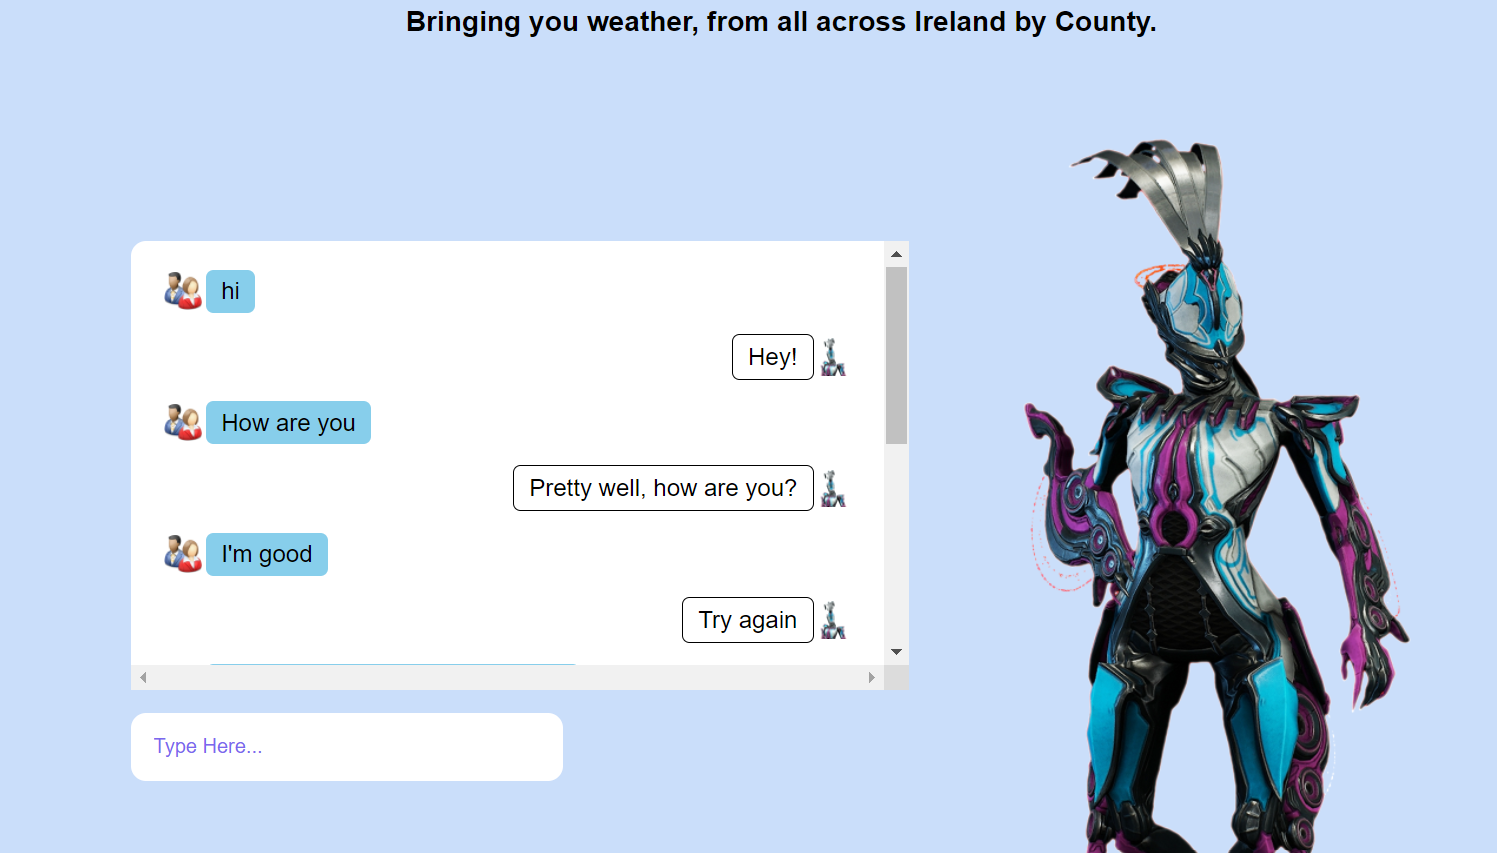 Bringing you weather, from all across Ireland by County.
hi
Hey!
How are you
Pretty well, how are you?
I'm good
Try again
Type Here...